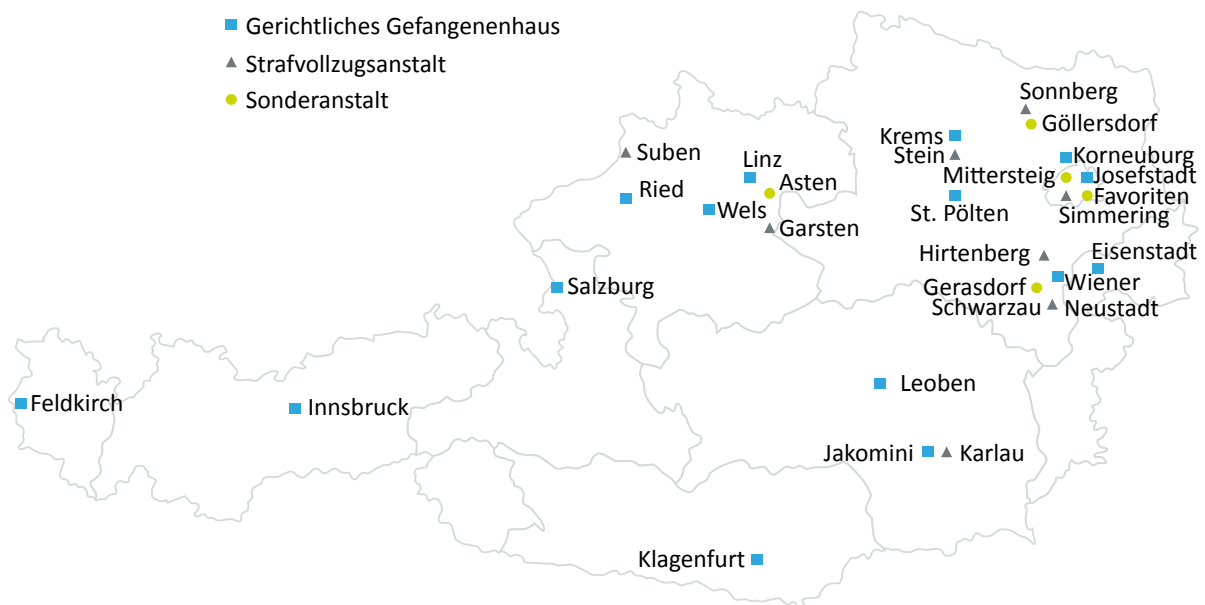 Gerichtliches Gefangenenhaus
Strafvollzugsanstalt
Sonderanstalt
Sonnberg
Göllersdorf
Krems
Stein
Korneuburg
Mittersteig
Josefstadt
Favoriten
Simmering
St. Pölten
Suben
Linz
Asten
Ried
Wels
Garsten
Hirtenberg
Eisenstadt
Salzburg
Gerasdorf
Wiener
Neustadt
Schwarzau
Leoben
Feldkirch
Innsbruck
Jakomini
Karlau
Klagenfurt